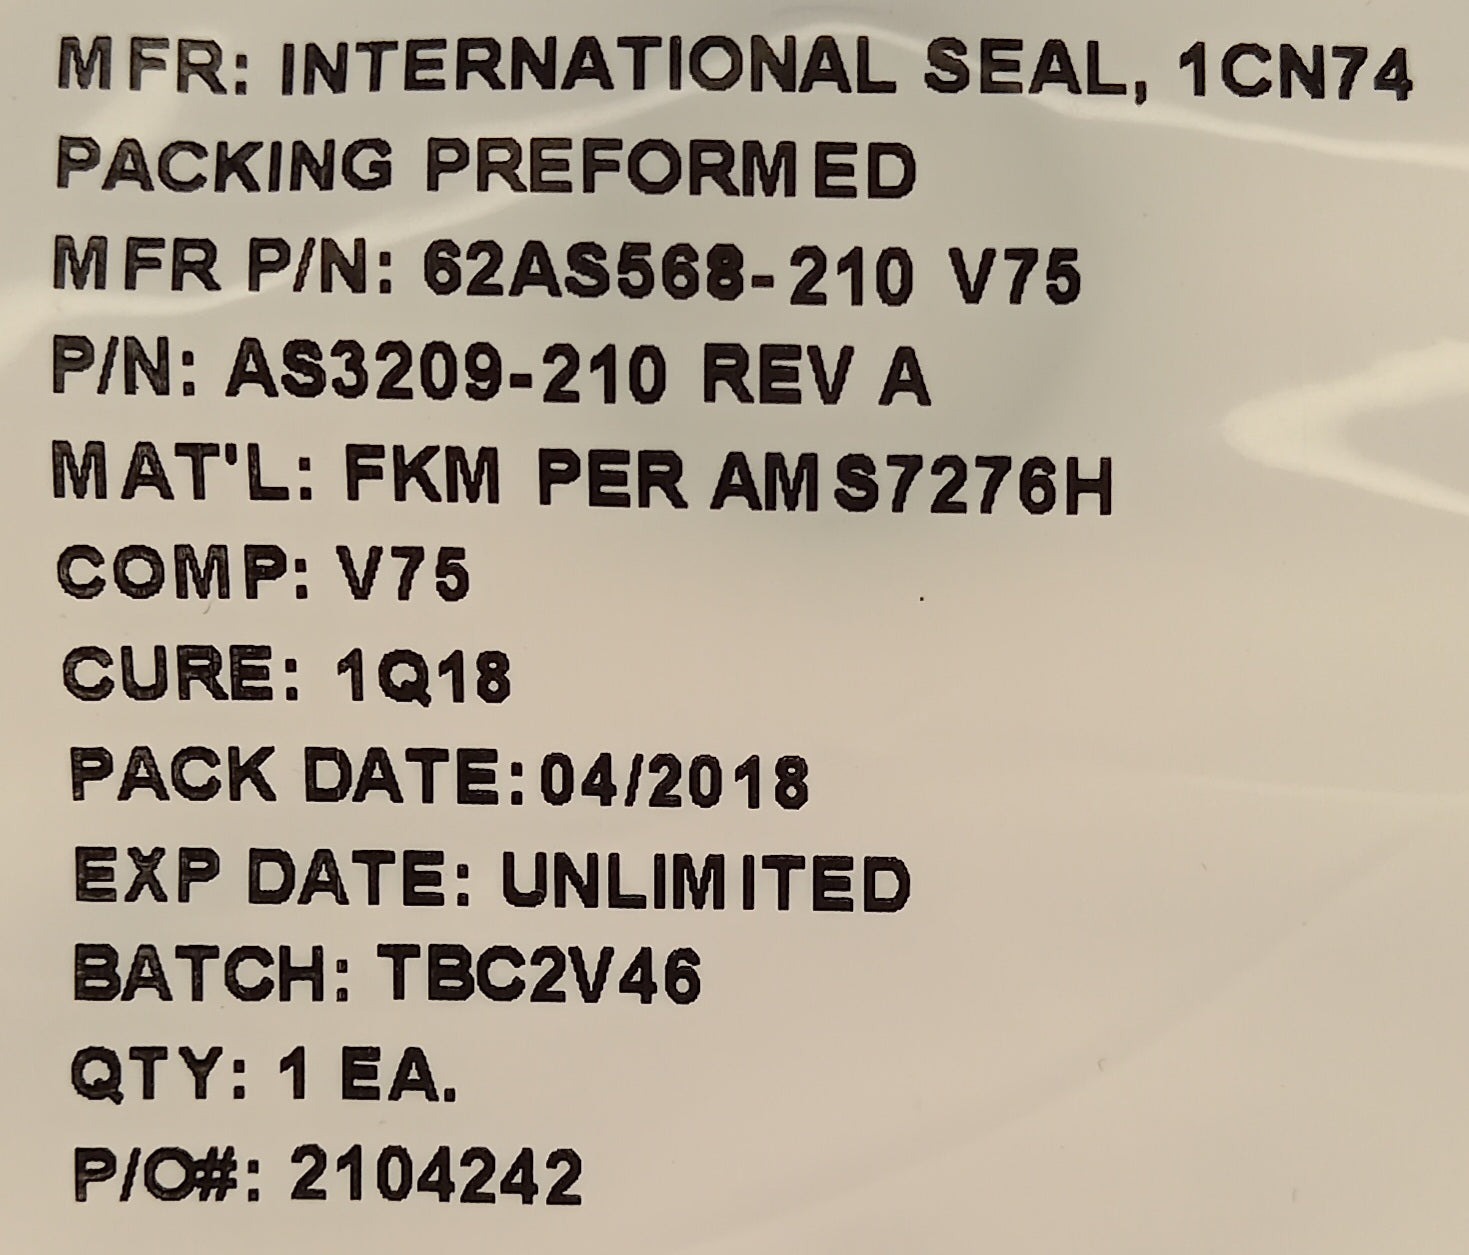 MFR: INTERNATIONAL SEAL, 1CN74
PACKING PREFORMED
MFR P/N: 62AS568-210 V75
P/N: AS3209-210 REV A
MAT'L: FKM PER AMS7276H
COMP: V75
CURE: 1Q18
PACK DATE: 04/2018
EXP DATE: UNLIMITED
BATCH: TBC2V46
QTY: 1 EA.
P/O#: 2104242